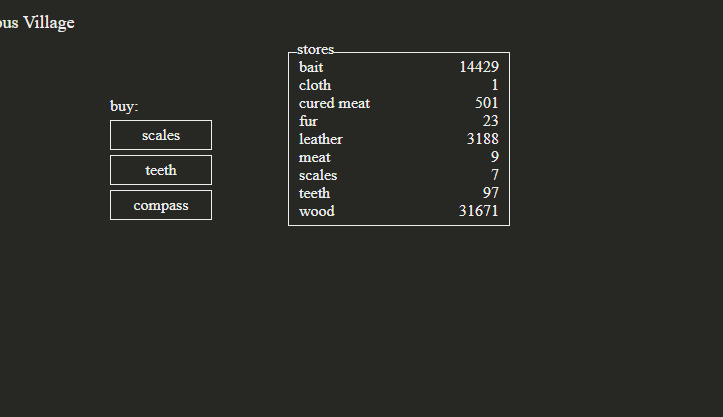 ous Village
stores
bait 14429
cloth 1
buy:
cured meat 501
fur 23
scales
leather 3188
meat 9
teeth
scales 7
teeth 97
compass
wood 31671